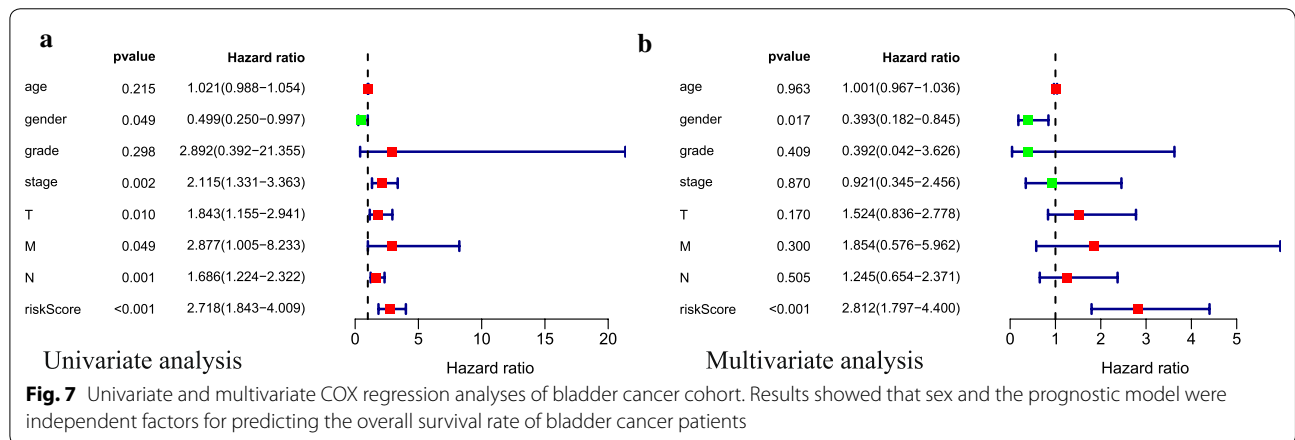 a
pvalue Hazard ratio
age 0.215 1.021(0.988−1.054)
gender 0.049 0.499(0.250−0.997)
grade 0.298 2.892(0.392−21.355)
stage 0.002 2.115(1.331−3.363)
T 0.010 1.843(1.155−2.941)
M 0.049 2.877(1.005−8.233)
N 0.001 1.686(1.224−2.322)
riskScore <0.001 2.718(1.843−4.009)
0 5 10 15 20
Univariate analysis Hazard ratio
b
pvalue Hazard ratio
age 0.963 1.001(0.967−1.036)
gender 0.017 0.393(0.182−0.845)
grade 0.409 0.392(0.042−3.626)
stage 0.870 0.921(0.345−2.456)
T 0.170 1.524(0.836−2.778)
M 0.300 1.854(0.576−5.962)
N 0.505 1.245(0.654−2.371)
riskScore <0.001 2.812(1.797−4.400)
0 1 2 3 4 5
Multivariate analysis Hazard ratio
Fig. 7 Univariate and multivariate COX regression analyses of bladder cancer cohort. Results showed that sex and the prognostic model were
independent factors for predicting the overall survival rate of bladder cancer patients